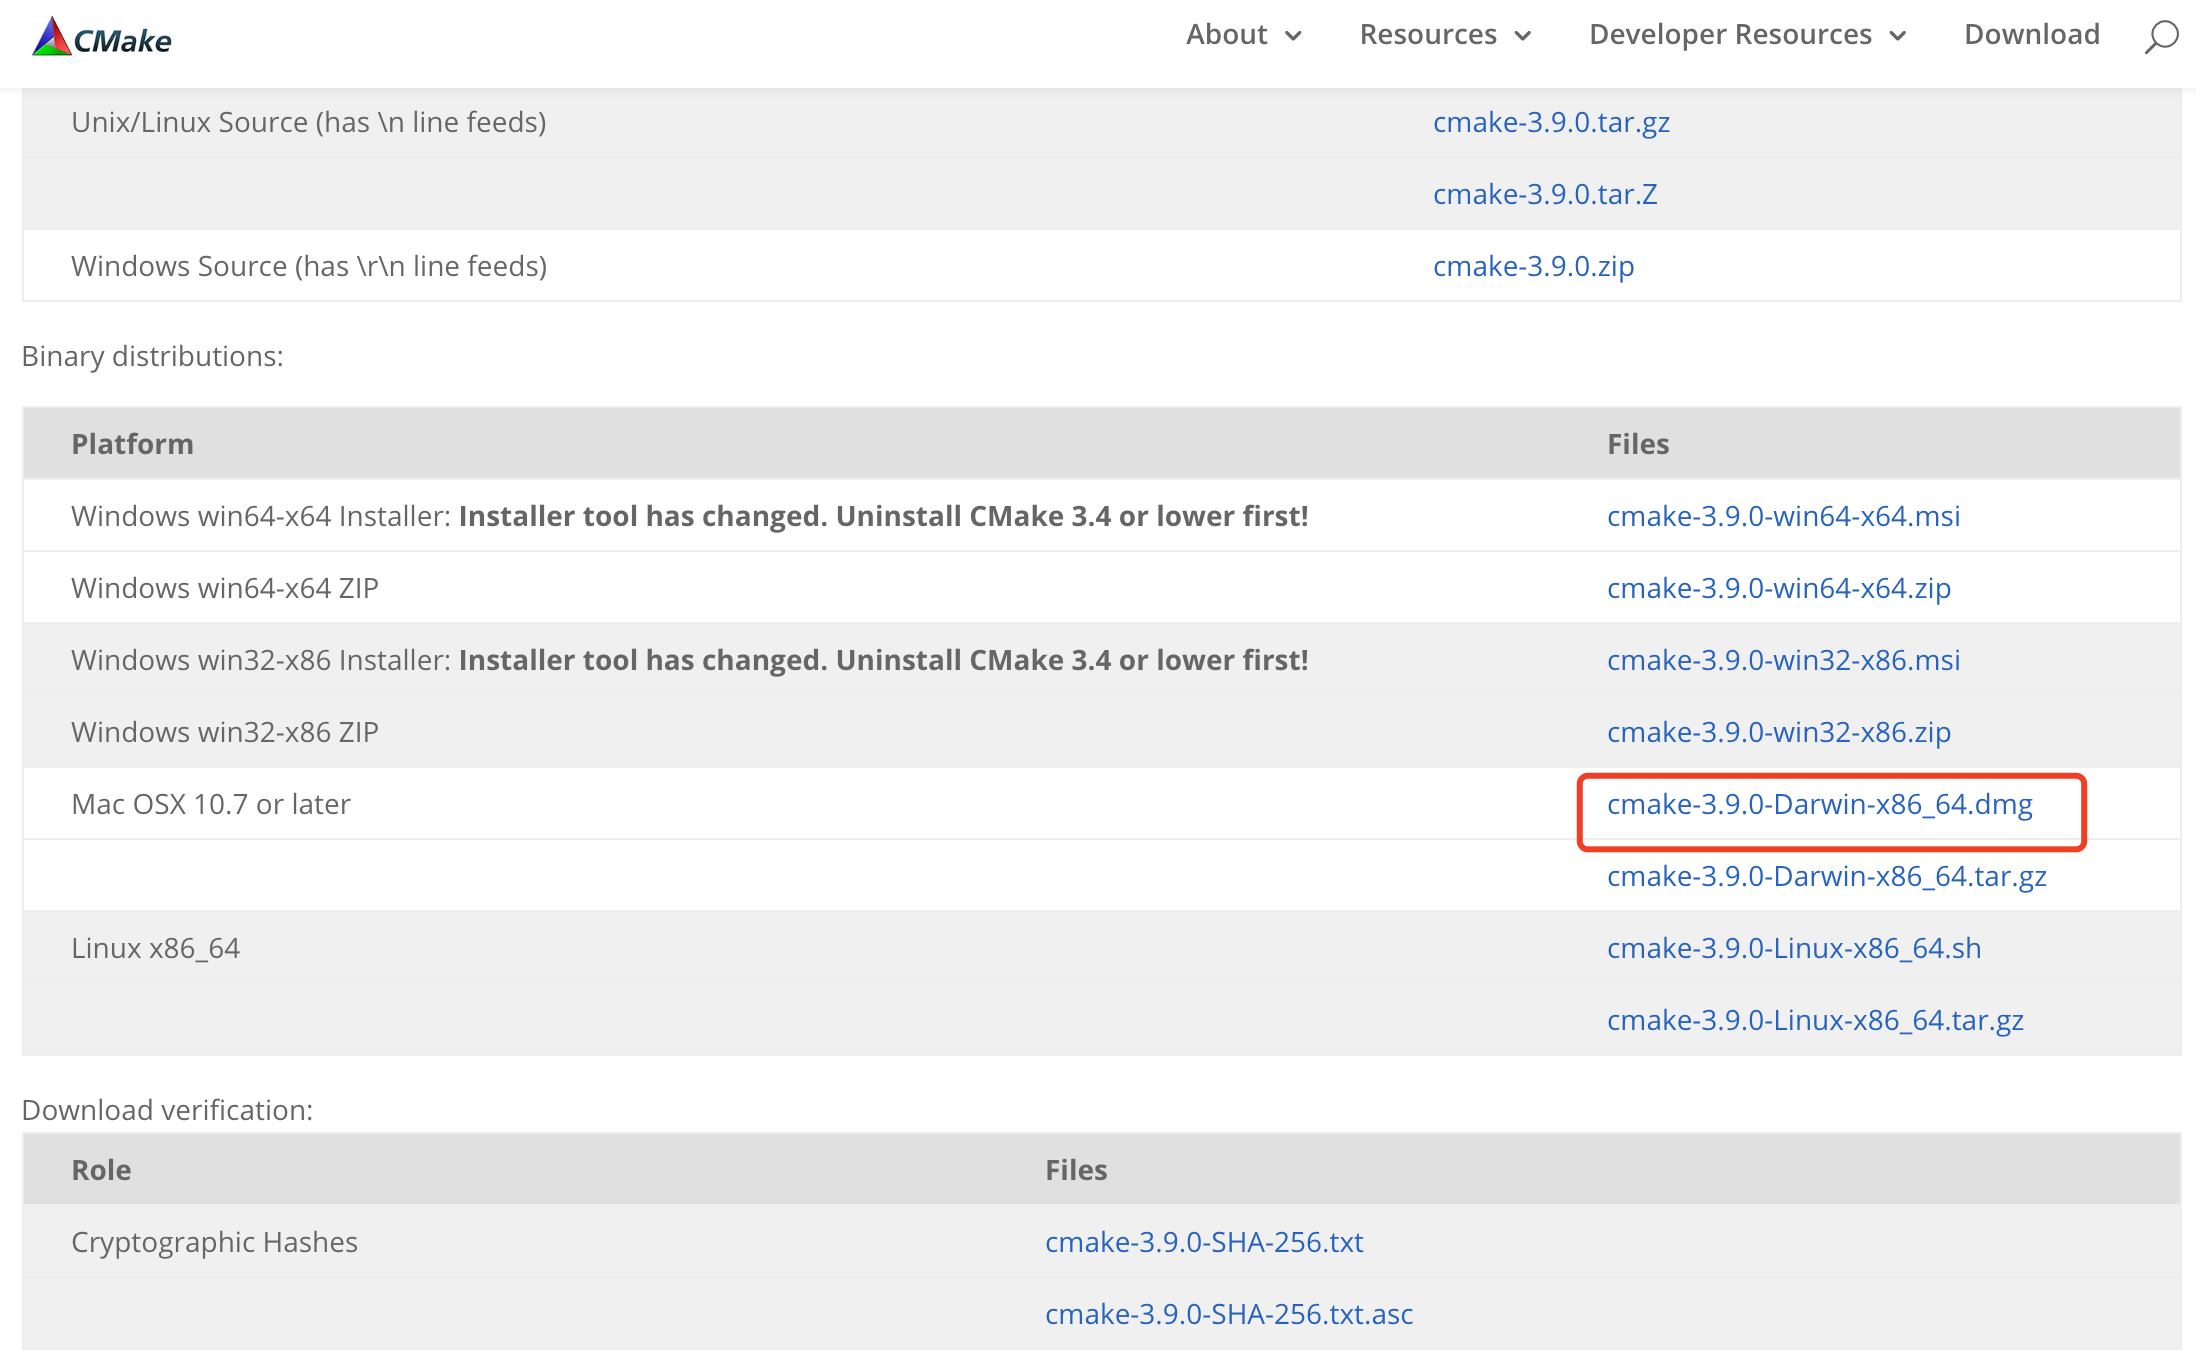 CMake About Resources Developer Resources Download
Unix/Linux Source (has \n line feeds) cmake-3.9.0.tar.gz
cmake-3.9.0.tar.Z
Windows Source (has \r\n line feeds) cmake-3.9.0.zip
Binary distributions:
Platform Files
Windows win64-x64 Installer: Installer tool has changed. Uninstall CMake 3.4 or lower first! cmake-3.9.0-win64-x64.msi
Windows win64-x64 ZIP cmake-3.9.0-win64-x64.zip
Windows win32-x86 Installer: Installer tool has changed. Uninstall CMake 3.4 or lower first! cmake-3.9.0-win32-x86.msi
Windows win32-x86 ZIP cmake-3.9.0-win32-x86.zip
Mac OSX 10.7 or later cmake-3.9.0-Darwin-x86_64.dmg
cmake-3.9.0-Darwin-x86_64.tar.gz
Linux x86_64 cmake-3.9.0-Linux-x86_64.sh
cmake-3.9.0-Linux-x86_64.tar.gz
Download verification:
Role Files
Cryptographic Hashes cmake-3.9.0-SHA-256.txt
cmake-3.9.0-SHA-256.txt.asc